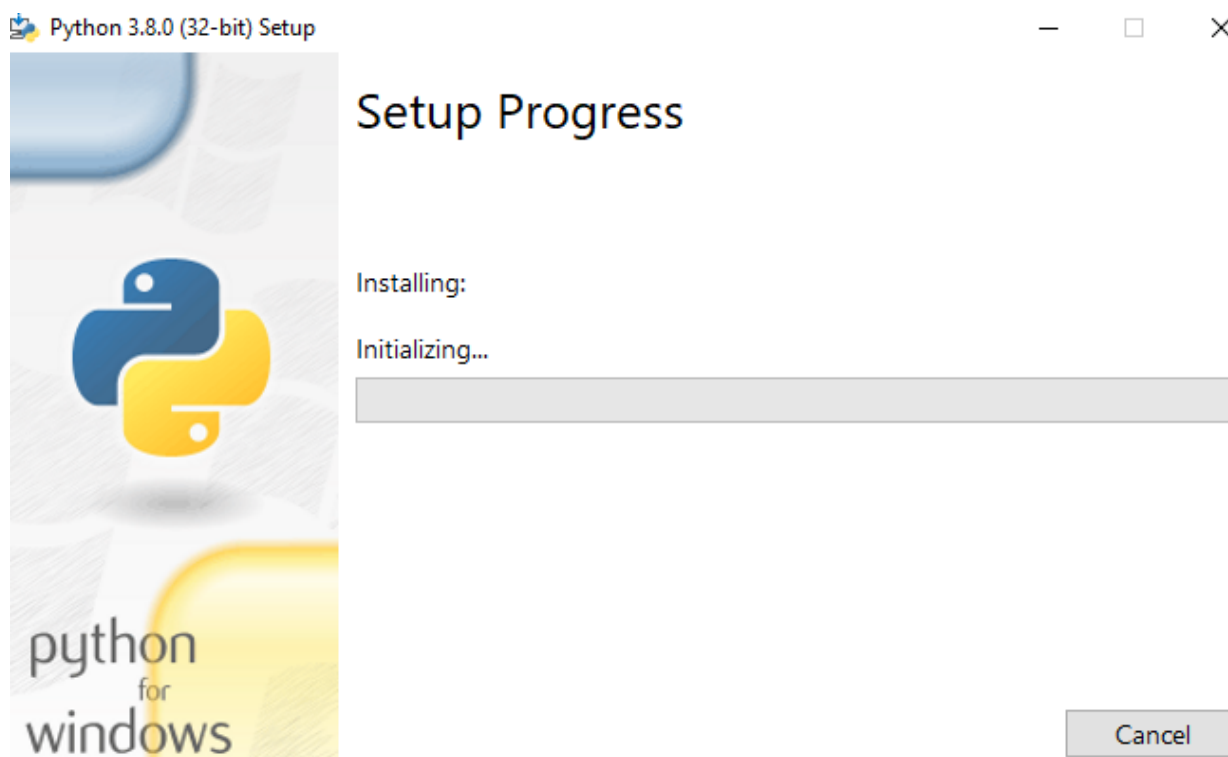 Python 3.8.0 (32-bit) Setup
Setup Progress
Installing:
Initializing...
python
for
windows
Cancel